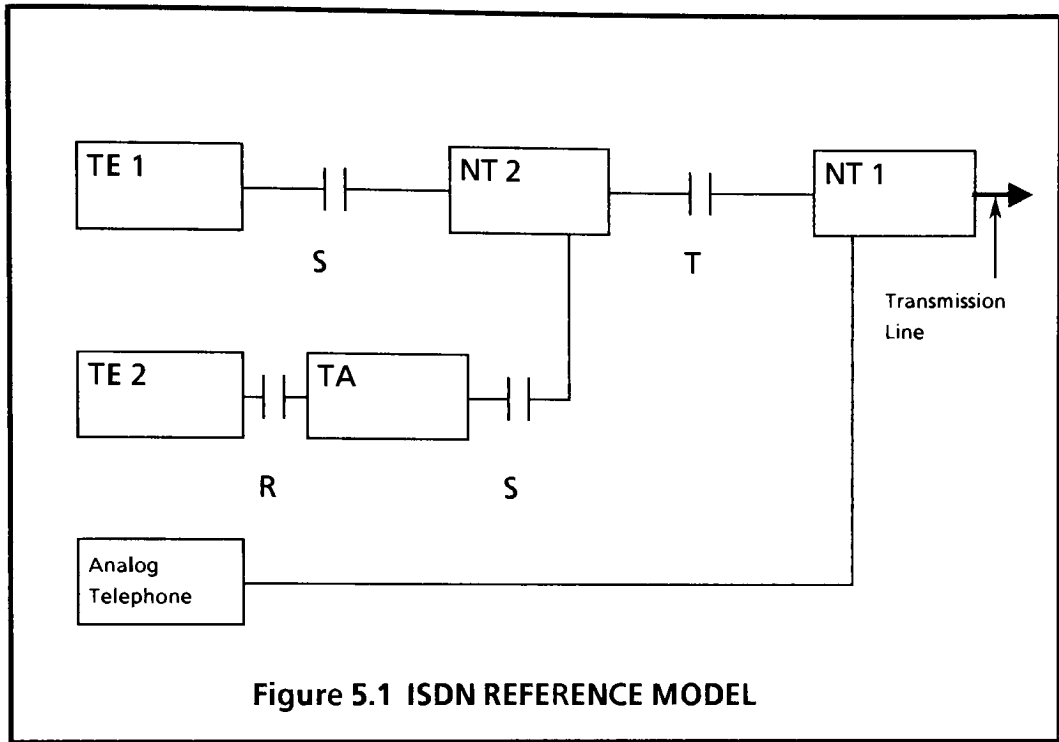 TE 1
NT 2
NT 1
S
T
Transmission
Line
TE 2
TA
R
S
Analog
Telephone
Figure 5.1 ISDN REFERENCE MODEL